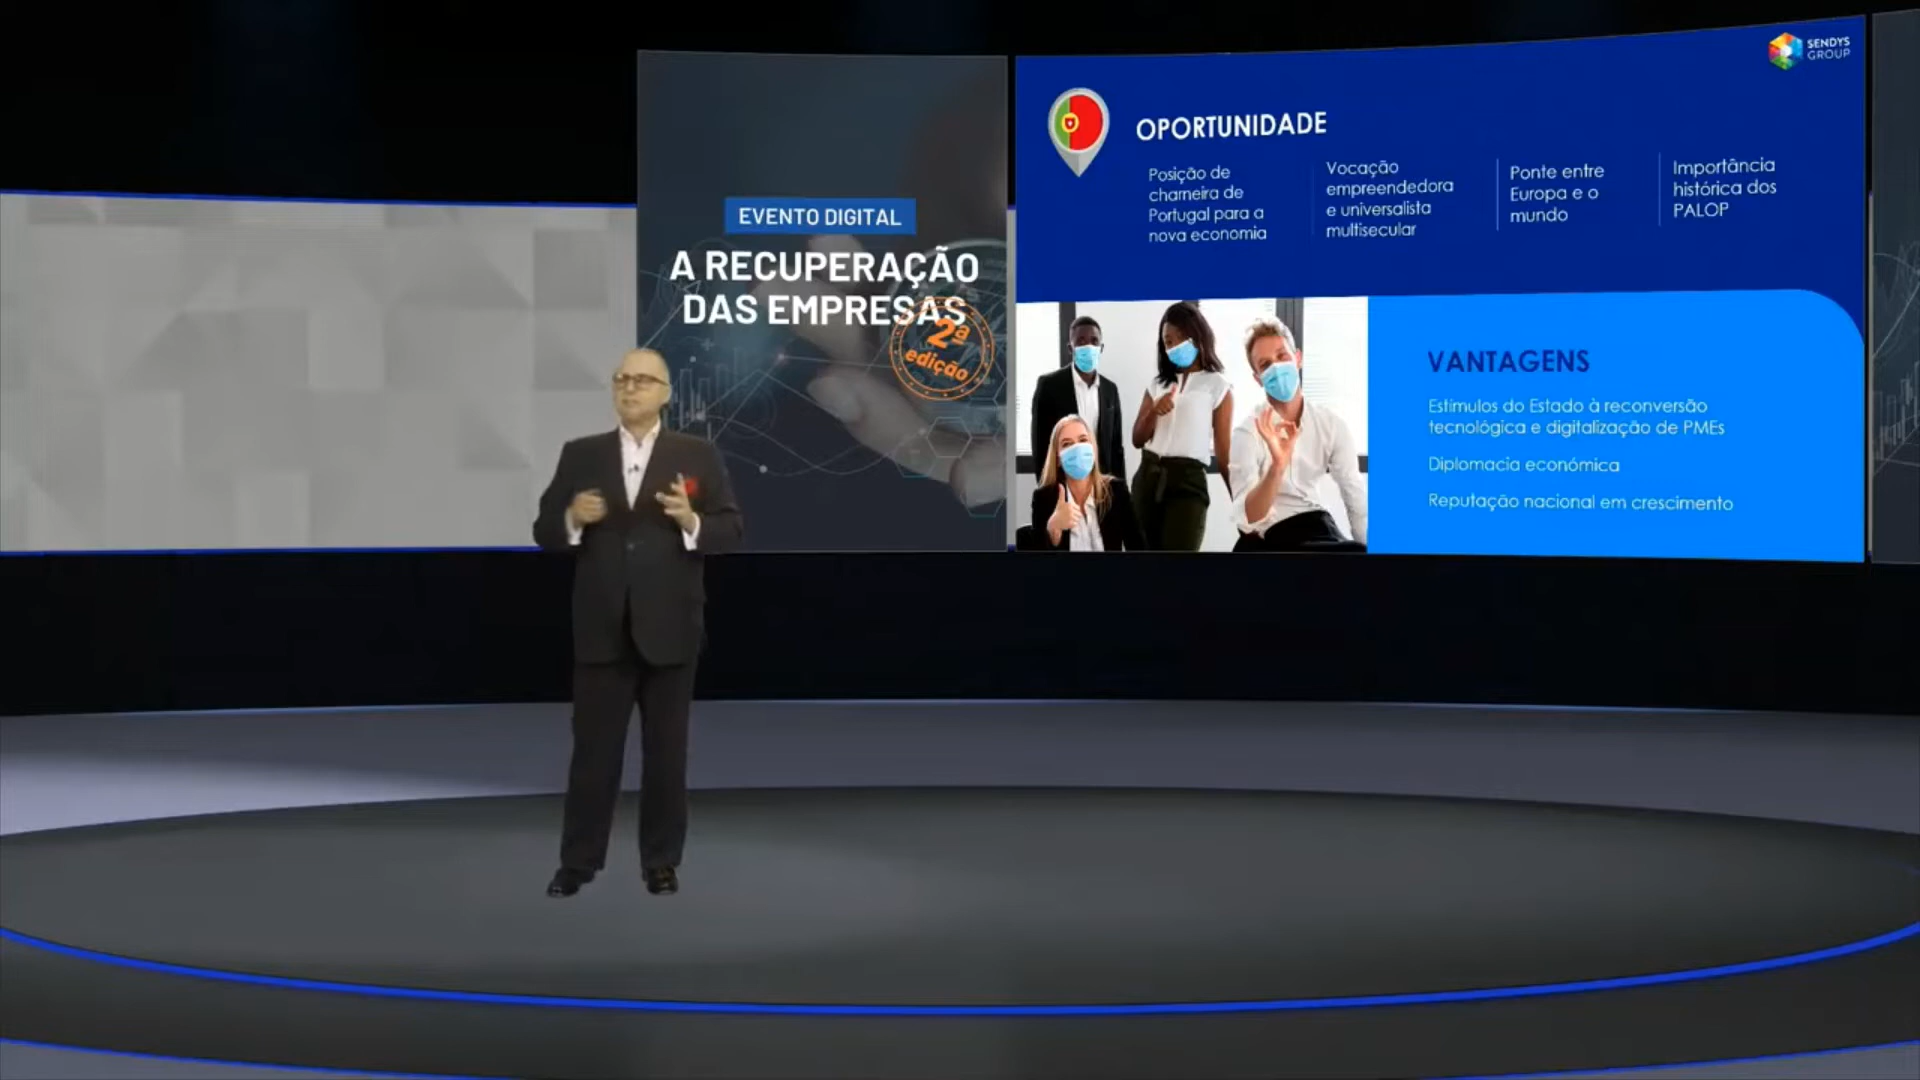 EVENTO DIGITAL
A RECUPERAÇÃO
DAS EMPRESAS
2ª
edição
SENDYS
GROUP
OPORTUNIDADE
Posição de
charneira de
Portugal para a
nova economia
Vocação
empreendedora
e universalista
multisecular
Ponte entre
Europa e o
mundo
Importância
histórica dos
PALOP
VANTAGENS
Estímulos do Estado à reconversão
tecnológica e digitalização de PMEs
Diplomacia económica
Reputação nacional em crescimento